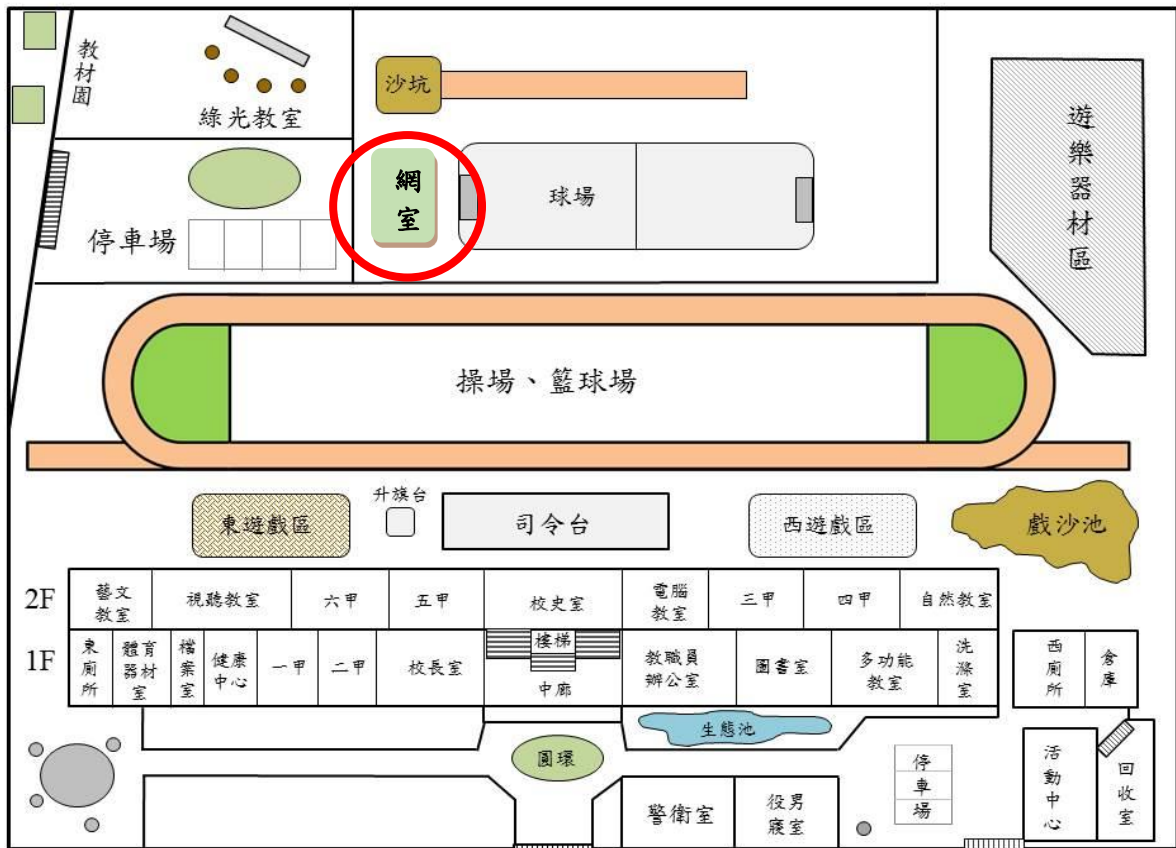 教材園
綠光教室
沙坑
遊樂器材區
網室
球場
停車場
操場、籃球場
東遊戲區
升旗台
司令台
西遊戲區
戲沙池
2F
藝文教室
視聽教室
六甲
五甲
校史室
電腦教室
三甲
四甲
自然教室
1F
東廁所
體育器材室
檔案室
健康中心
一甲
二甲
校長室
樓梯
中廊
教職員辦公室
圖書室
多功能教室
洗滌室
西廁所
倉庫
生態池
圓環
警衛室
役男寢室
停車場
活動中心
回收室